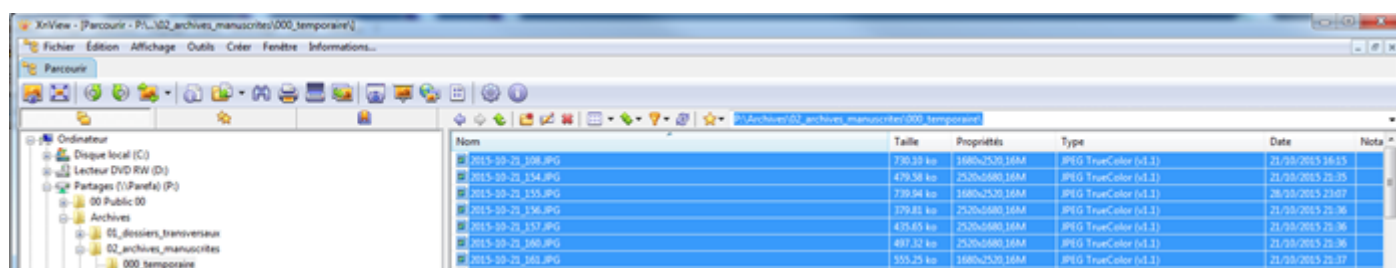 XnView - [Parcourir - P:\...\02_archives_manuscrites\000_temporaire\]
Fichier Édition Affichage Outils Créer Fenêtre Informations...
Parcourir
P:\Archives\02_archives_manuscrites\000_temporaire\
Ordinateur
Disque local (C:)
Lecteur DVD RW (D:)
Partages (\\Parefa) (P:)
00 Public 00
Archives
01_dossiers_transversaux
02_archives_manuscrites
000_temporaire
Nom Taille Propriétés Type Date Nota
2015-10-21_108.JPG 730.10 ko 1680x2520,16M JPEG TrueColor (v1.1) 21/10/2015 16:15
2015-10-21_154.JPG 479.58 ko 2520x1680,16M JPEG TrueColor (v1.1) 21/10/2015 21:35
2015-10-21_155.JPG 739.94 ko 1680x2520,16M JPEG TrueColor (v1.1) 28/10/2015 23:07
2015-10-21_156.JPG 379.81 ko 2520x1680,16M JPEG TrueColor (v1.1) 21/10/2015 21:36
2015-10-21_157.JPG 435.65 ko 2520x1680,16M JPEG TrueColor (v1.1) 21/10/2015 21:36
2015-10-21_160.JPG 497.32 ko 2520x1680,16M JPEG TrueColor (v1.1) 21/10/2015 21:36
2015-10-21_161.JPG 555.25 ko 1680x2520,16M JPEG TrueColor (v1.1) 21/10/2015 21:37